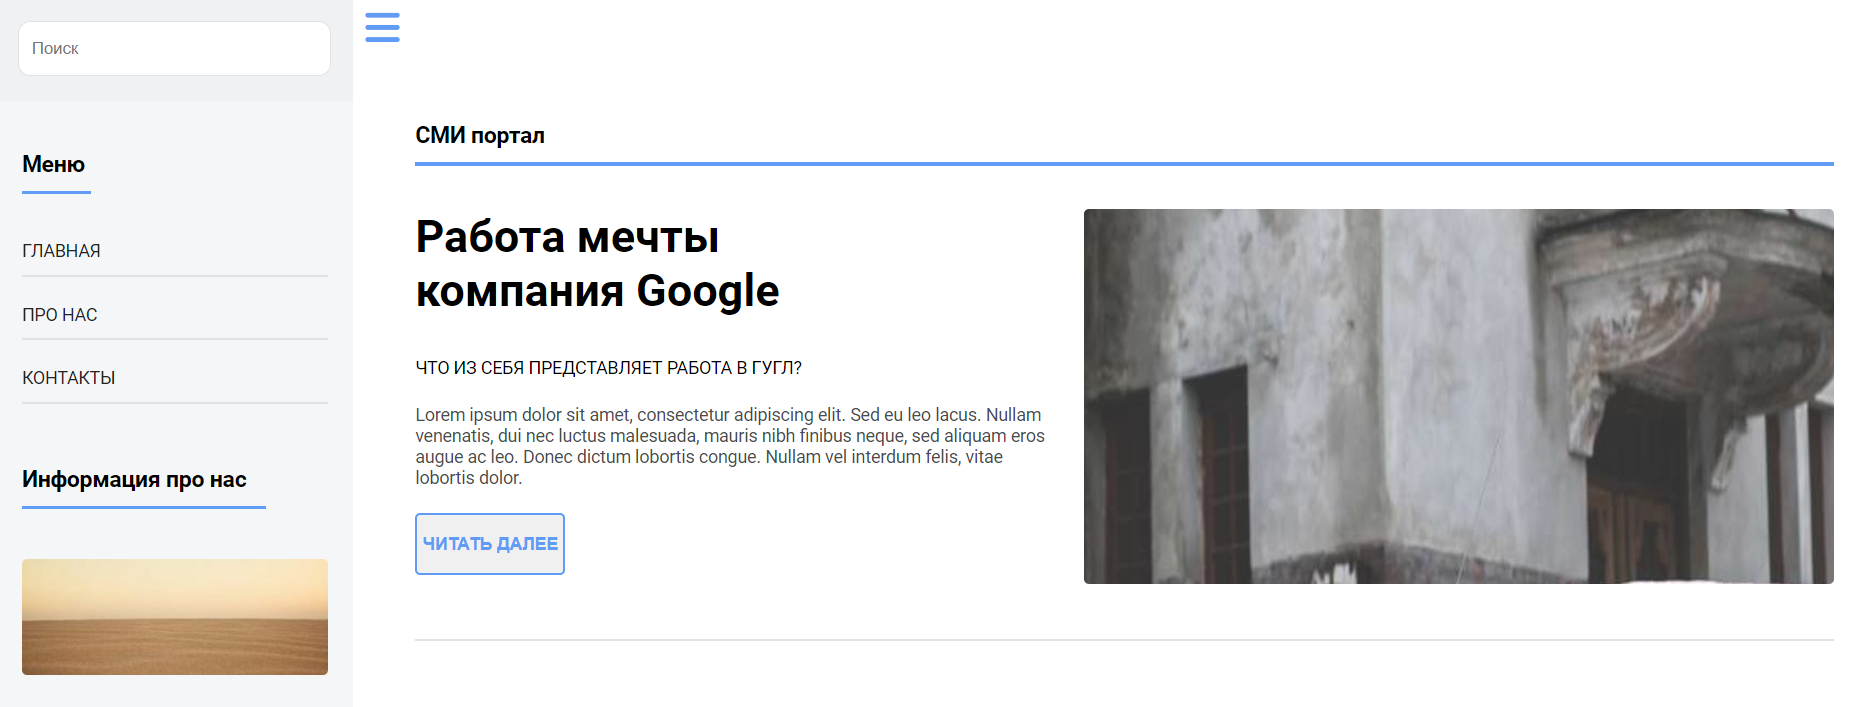 Поиск
Меню
ГЛАВНАЯ
ПРО НАС
КОНТАКТЫ
Информация про нас
СМИ портал
Работа мечты
компания Google
ЧТО ИЗ СЕБЯ ПРЕДСТАВЛЯЕТ РАБОТА В ГУГЛ?
Lorem ipsum dolor sit amet, consectetur adipiscing elit. Sed eu leo lacus. Nullam
venenatis, dui nec luctus malesuada, mauris nibh finibus neque, sed aliquam eros
augue ac leo. Donec dictum lobortis congue. Nullam vel interdum felis, vitae
lobortis dolor.
ЧИТАТЬ ДАЛЕЕ